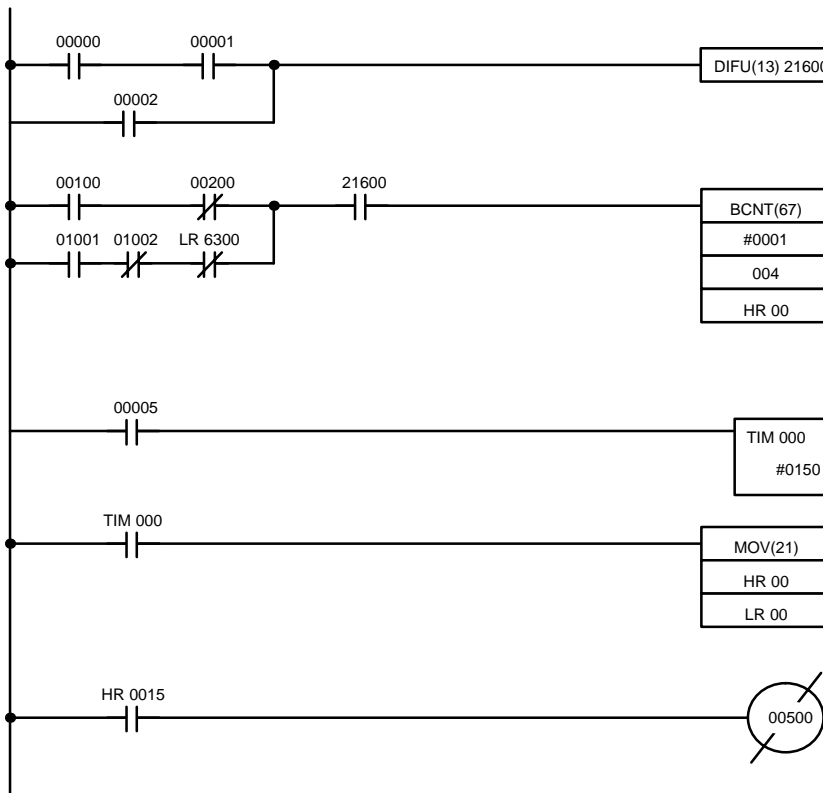 00000 00001
DIFU(13) 21600
00002
00100 00200 21600
BCNT(67)
01001 01002 LR 6300
#0001
004
HR 00
00005
TIM 000
#0150
TIM 000
MOV(21)
HR 00
LR 00
HR 0015
00500